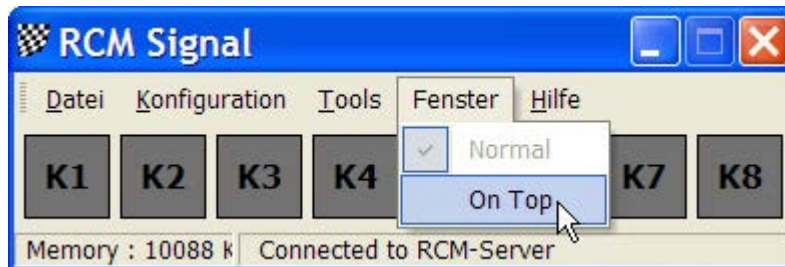 RCM Signal
Datei Konfiguration Tools Fenster Hilfe
Normal
On Top
K1 K2 K3 K4 K7 K8
Memory : 10088 K Connected to RCM-Server